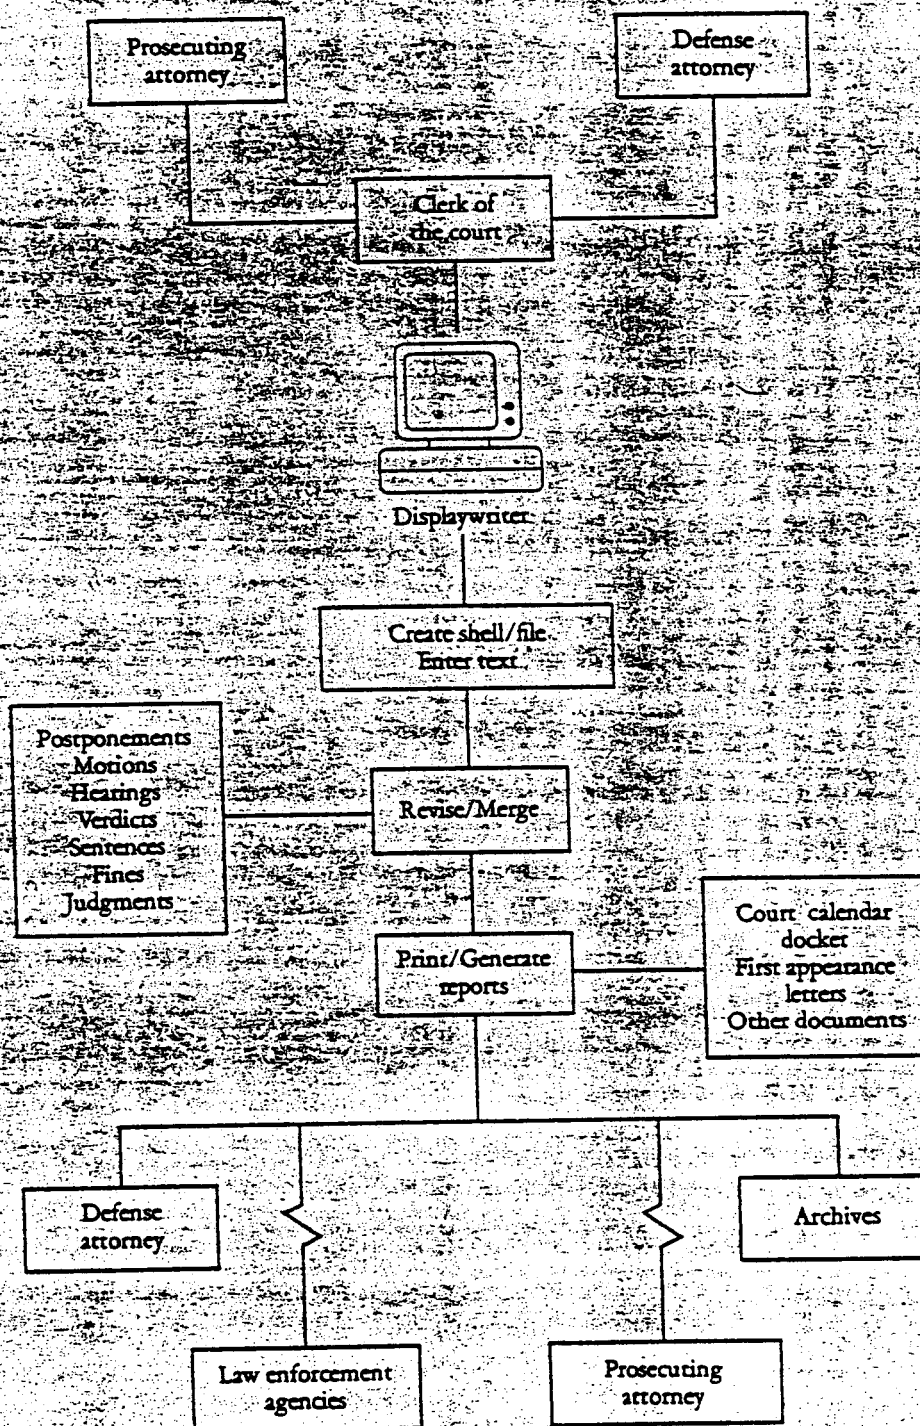 Prosecuting
attorney
Defense
attorney
Clerk of
the court
Displaywriter
Create shell/file
Enter text
Postponements
Motions
Hearings
Verdicts
Sentences
Fines
Judgments
Revise/Merge
Print/Generate
reports
Court calendar
docket
First appearance
letters
Other documents
Defense
attorney
Archives
Law enforcement
agencies
Prosecuting
attorney